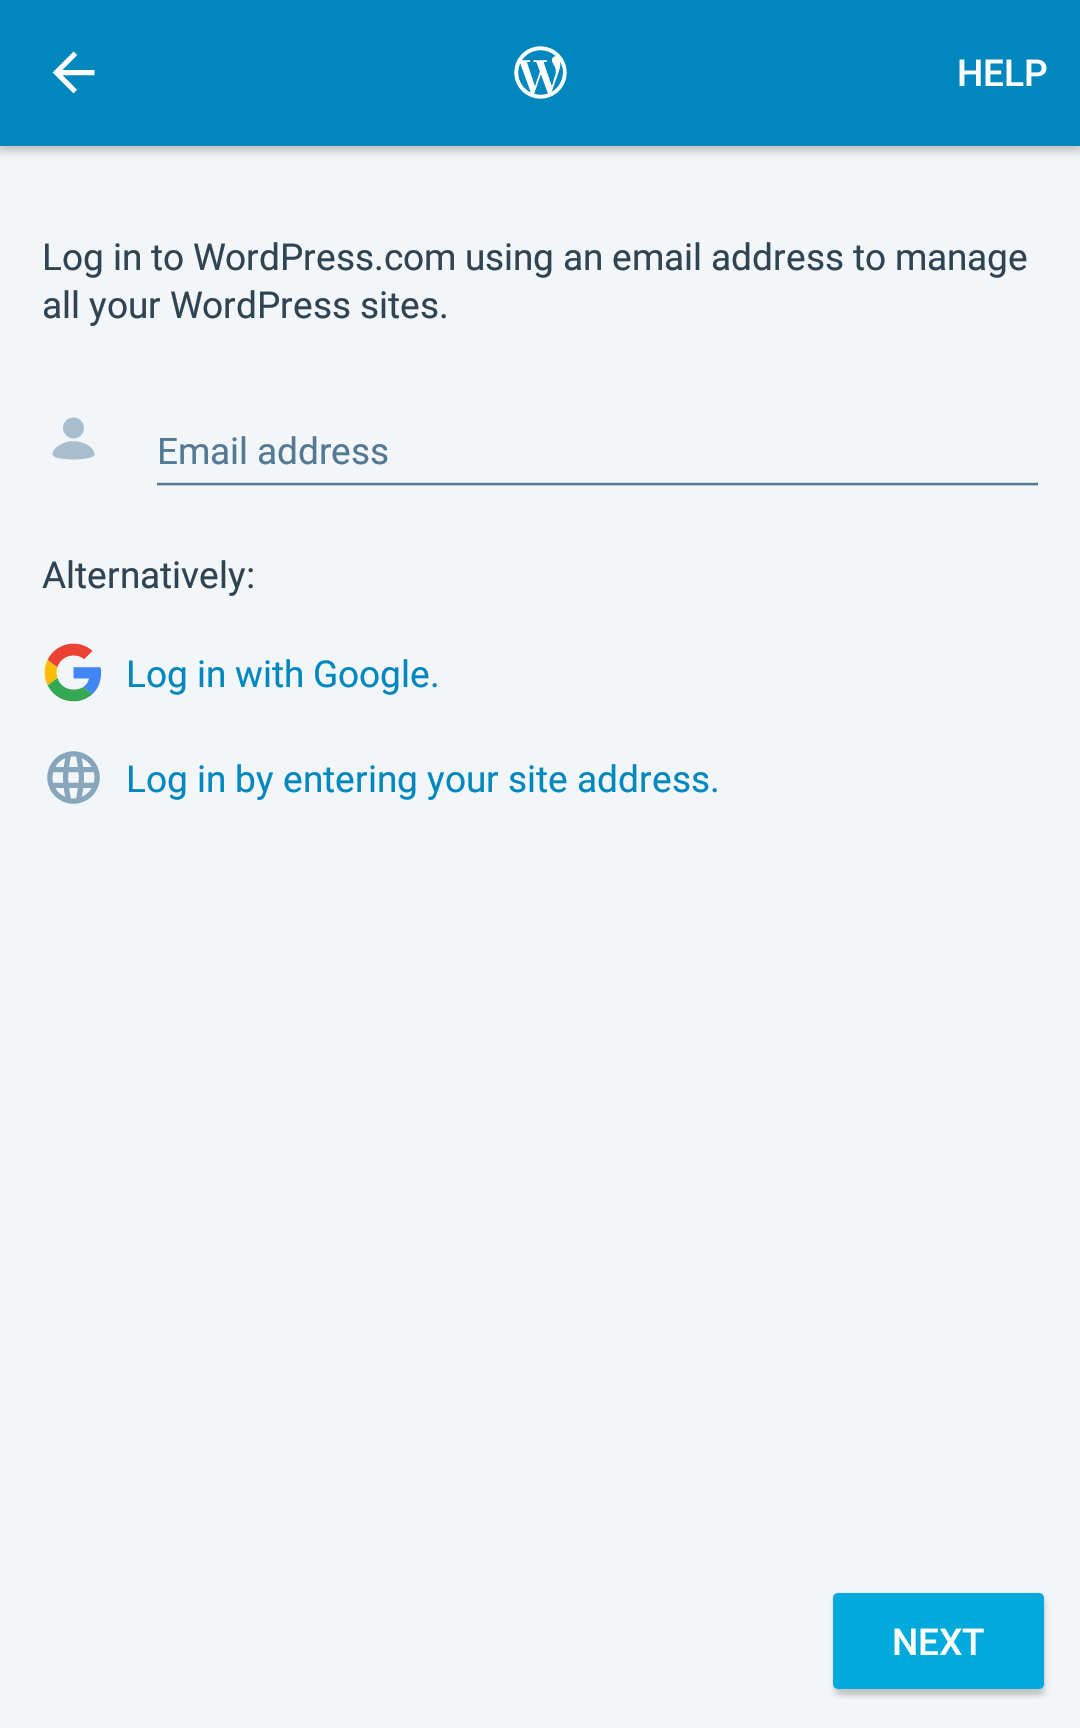 HELP
Log in to WordPress.com using an email address to manage
all your WordPress sites.
Email address
Alternatively:
Log in with Google.
Log in by entering your site address.
NEXT